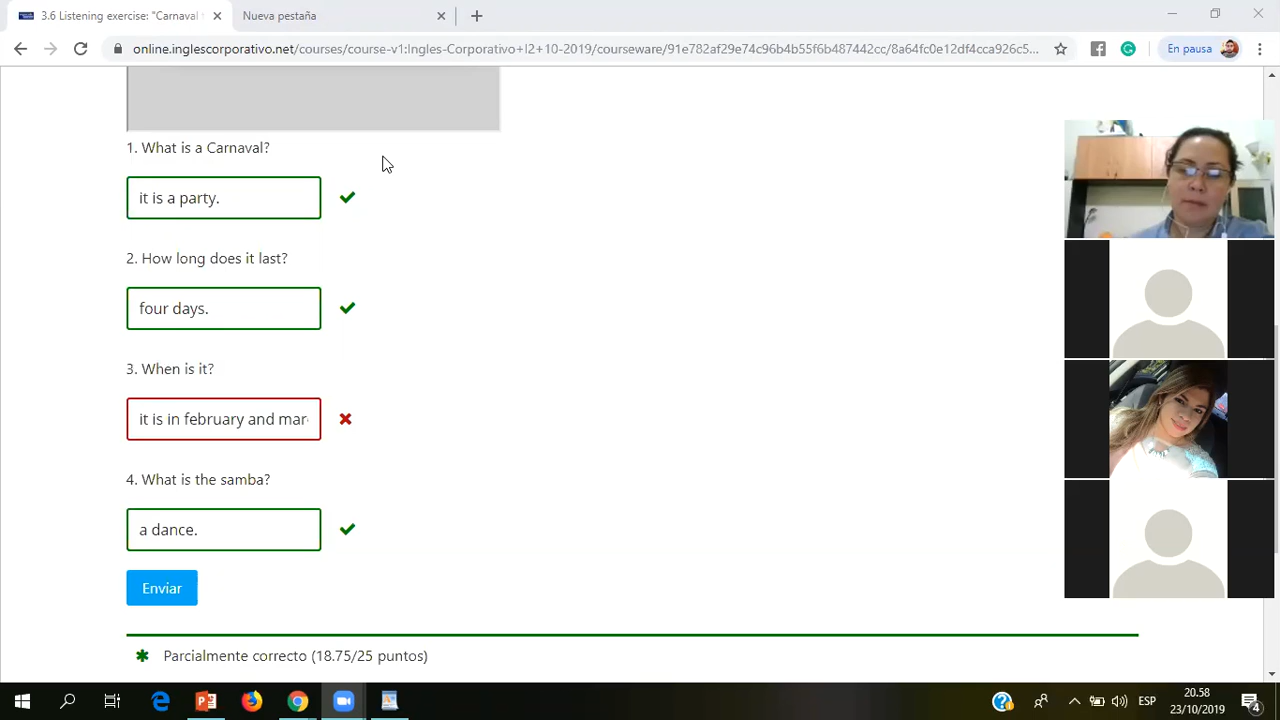 3.6 Listening exercise: "Carnaval
Nueva pestaña
online.inglescorporativo.net/courses/course-v1:Ingles-Corporativo+I2+10-2019/courseware/91e782af29e74c96b4b55f6b487442cc/8a64fc0e12df4cca926c5...
En pausa
1. What is a Carnaval?
it is a party.
2. How long does it last?
four days.
3. When is it?
it is in february and mar
4. What is the samba?
a dance.
Enviar
Parcialmente correcto (18.75/25 puntos)
ESP
20.58
23/10/2019
4